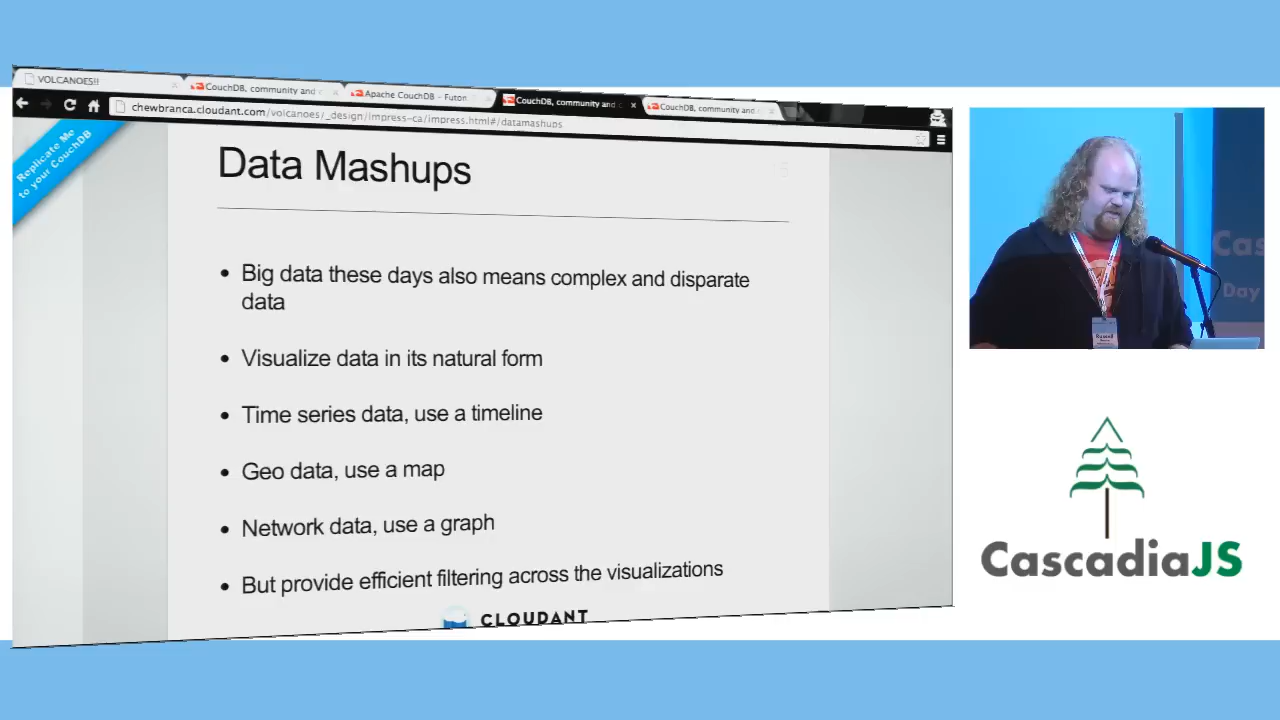 VOLCANOES!!
CouchDB, community and
Apache CouchDB - Futon
CouchDB, community and c
CouchDB, community and
chewbranca.cloudant.com/volcanoes/_design/impress-ca/impress.html#/datamashups
Replicate Me
to your CouchDB
Data Mashups
• Big data these days also means complex and disparate
data
• Visualize data in its natural form
• Time series data, use a timeline
• Geo data, use a map
• Network data, use a graph
• But provide efficient filtering across the visualizations
CLOUDANT
Cas
Day
Russell
CascadiaJS